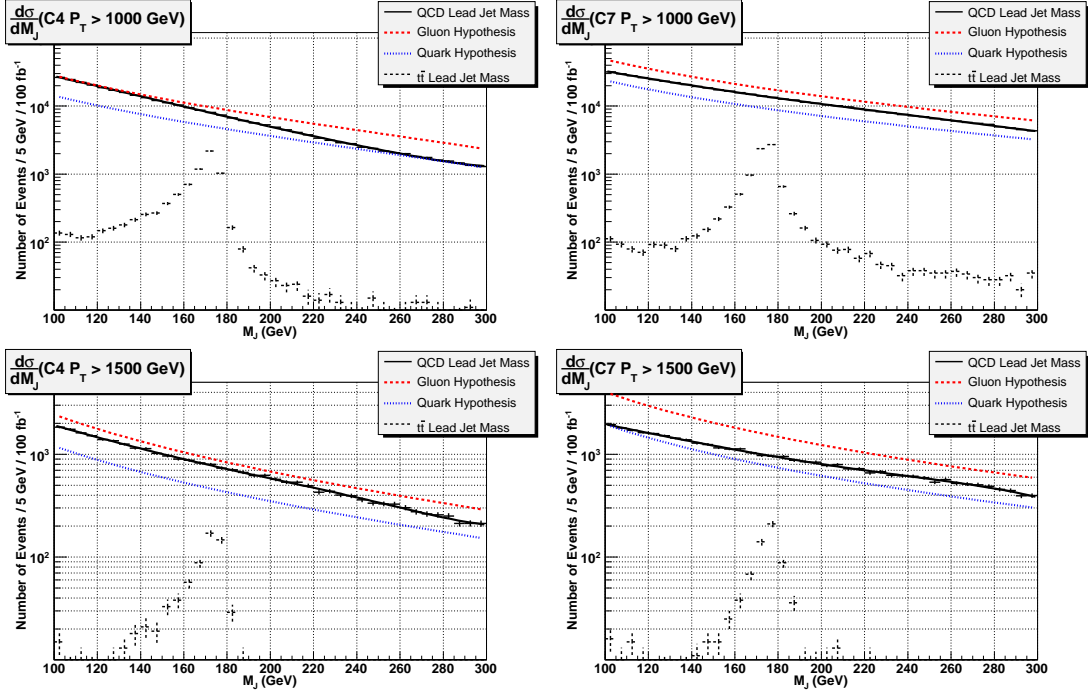 dσ/dM_J (C4 P_T > 1000 GeV)
QCD Lead Jet Mass
Gluon Hypothesis
Quark Hypothesis
tt̄ Lead Jet Mass
Number of Events / 5 GeV / 100 fb⁻¹
10⁴
10³
10²
100 120 140 160 180 200 220 240 260 280 300
M_J (GeV)
dσ/dM_J (C7 P_T > 1000 GeV)
QCD Lead Jet Mass
Gluon Hypothesis
Quark Hypothesis
tt̄ Lead Jet Mass
Number of Events / 5 GeV / 100 fb⁻¹
10⁴
10³
10²
100 120 140 160 180 200 220 240 260 280 300
M_J (GeV)
dσ/dM_J (C4 P_T > 1500 GeV)
QCD Lead Jet Mass
Gluon Hypothesis
Quark Hypothesis
tt̄ Lead Jet Mass
Number of Events / 5 GeV / 100 fb⁻¹
10³
10²
100 120 140 160 180 200 220 240 260 280 300
M_J (GeV)
dσ/dM_J (C7 P_T > 1500 GeV)
QCD Lead Jet Mass
Gluon Hypothesis
Quark Hypothesis
tt̄ Lead Jet Mass
Number of Events / 5 GeV / 100 fb⁻¹
10³
10²
100 120 140 160 180 200 220 240 260 280 300
M_J (GeV)